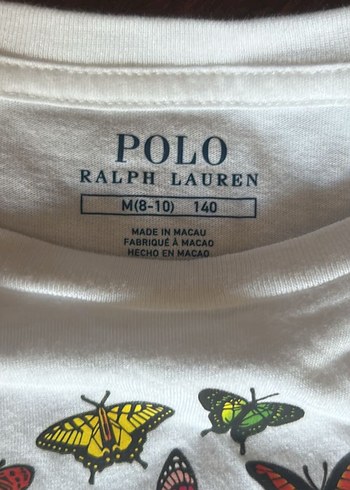 POLO
RALPH LAUREN
M(8-10) 140
MADE IN MACAU
FABRIQUÉ À MACAO
HECHO EN MACAO